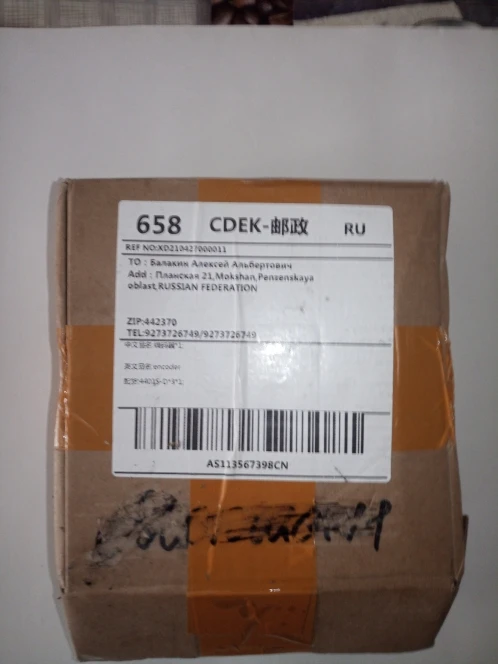 658 CDEK-邮政 RU
REF NO:XD210427000011
TO : Балакин Алексей Альбертович
Add : Планская 21,Mokshan,Penzenskaya
oblast,RUSSIAN FEDERATION
ZIP:442370
TEL:9273726749/9273726749
英文品名:encoder
AS113567398CN